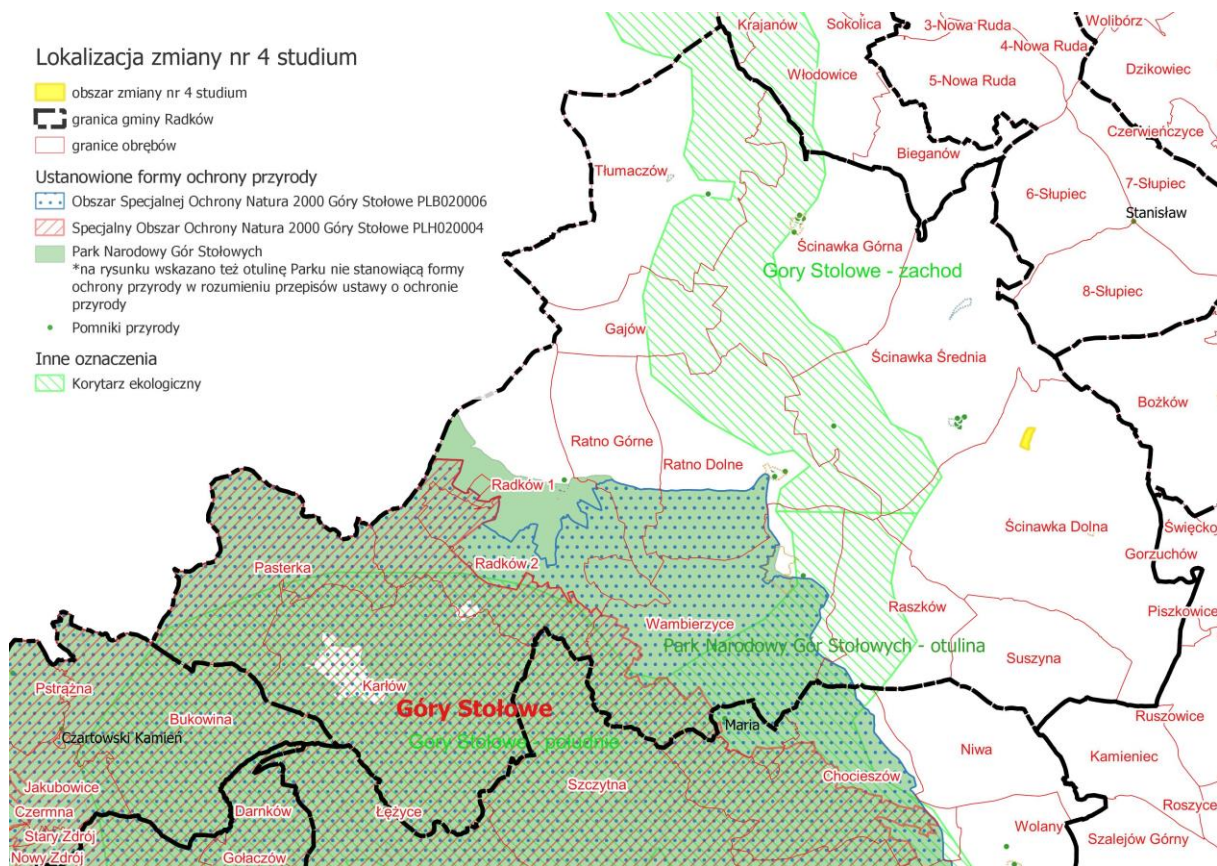 Lokalizacja zmiany nr 4 studium
obszar zmiany nr 4 studium
granica gminy Radków
granice obrębów
Ustanowione formy ochrony przyrody
Obszar Specjalnej Ochrony Natura 2000 Góry Stołowe PLB020006
Specjalny Obszar Ochrony Natura 2000 Góry Stołowe PLH020004
Park Narodowy Gór Stołowych
*na rysunku wskazano też otulinę Parku nie stanowiącą formy
ochrony przyrody w rozumieniu przepisów ustawy o ochronie
przyrody
Pomniki przyrody
Inne oznaczenia
Korytarz ekologiczny
Krajanów
Sokolica
3-Nowa Ruda
Wolibórz
4-Nowa Ruda
Włodowice
5-Nowa Ruda
Dzikowiec
Czerwieńczyce
Bieganów
Tłumaczów
6-Słupiec
7-Słupiec
Stanisław
Ścinawka Górna
Gory Stolowe - zachod
8-Słupiec
Gajów
Ścinawka Średnia
Bożków
Ratno Górne
Ratno Dolne
Radków 1
Ścinawka Dolna
Święcko
Gorzuchów
Radków 2
Pasterka
Raszków
Piszkowice
Wambierzyce
Park Narodowy Gór Stołowych - otulina
Suszyna
Pstrążna
Karłów
Góry Stołowe
Bukowina
Maria
Ruszowice
Czartowski Kamień
Gory Stolowe - poludnie
Niwa
Kamieniec
Jakubowice
Szczytna
Chocieszów
Czermna
Darnków
Łężyce
Roszyce
Stary Zdrój
Wolany
Szalejów Górny
Nowy Zdrój
Gołaczów